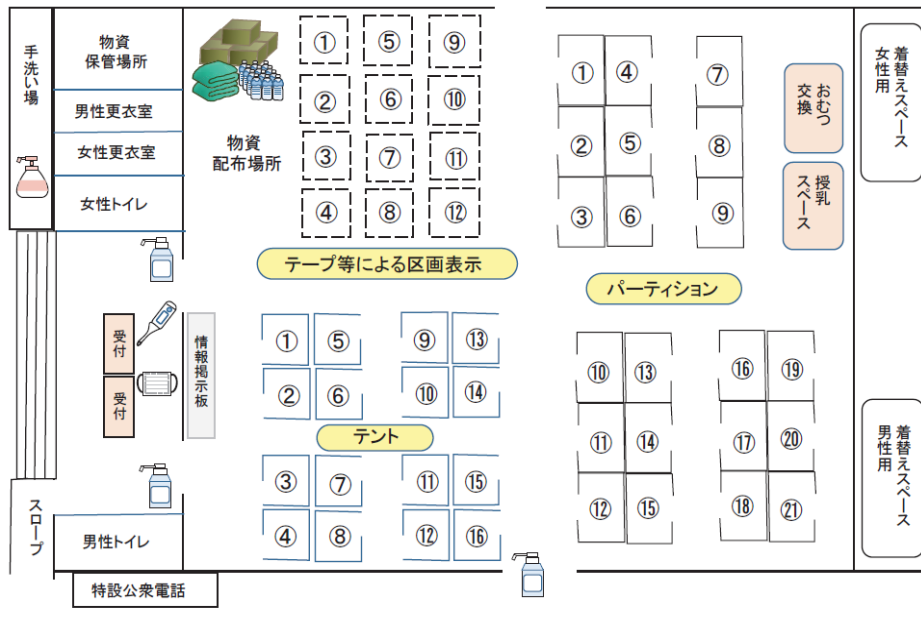 手洗い場
物資
保管場所
男性更衣室
女性更衣室
女性トイレ
物資
配布場所
①
⑤
⑨
②
⑥
⑩
③
⑦
⑪
④
⑧
⑫
テープ等による区画表示
①
④
⑦
②
⑤
⑧
③
⑥
⑨
おむつ
交換
授乳
スペース
着替えスペース
女性用
パーティション
受付
受付
情報掲示板
①
⑤
⑨
⑬
②
⑥
⑩
⑭
テント
③
⑦
⑪
⑮
④
⑧
⑫
⑯
⑩
⑬
⑯
⑲
⑪
⑭
⑰
⑳
⑫
⑮
⑱
㉑
着替えスペース
男性用
スロープ
男性トイレ
特設公衆電話